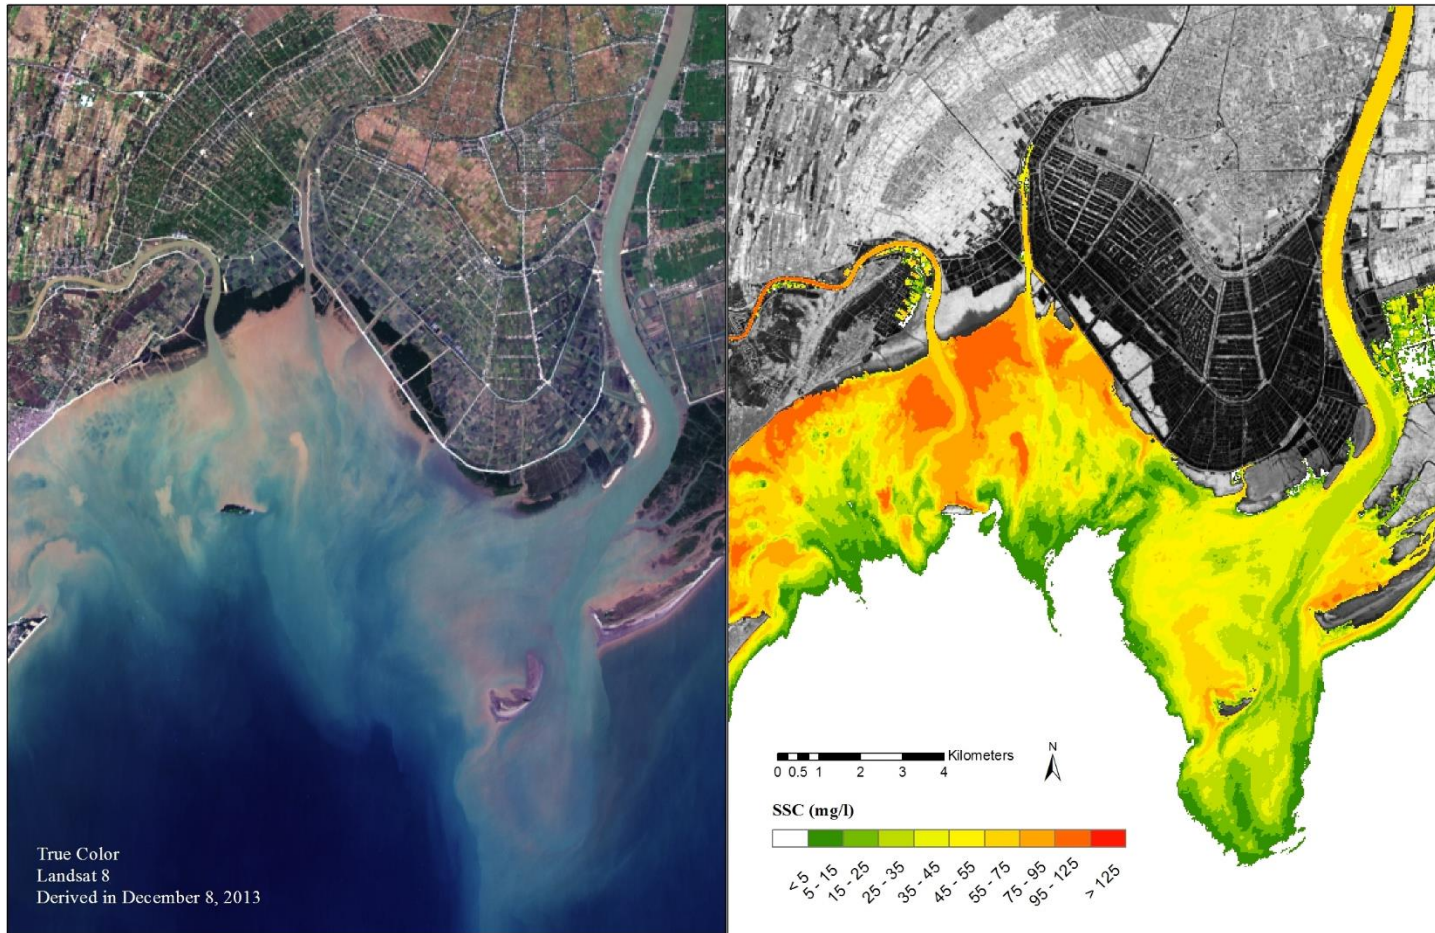 True Color
Landsat 8
Derived in December 8, 2013
Kilometers
0 0.5 1 2 3 4
N
SSC (mg/l)
< 5
5 - 15
15 - 25
25 - 35
35 - 45
45 - 55
55 - 75
75 - 95
95 - 125
> 125